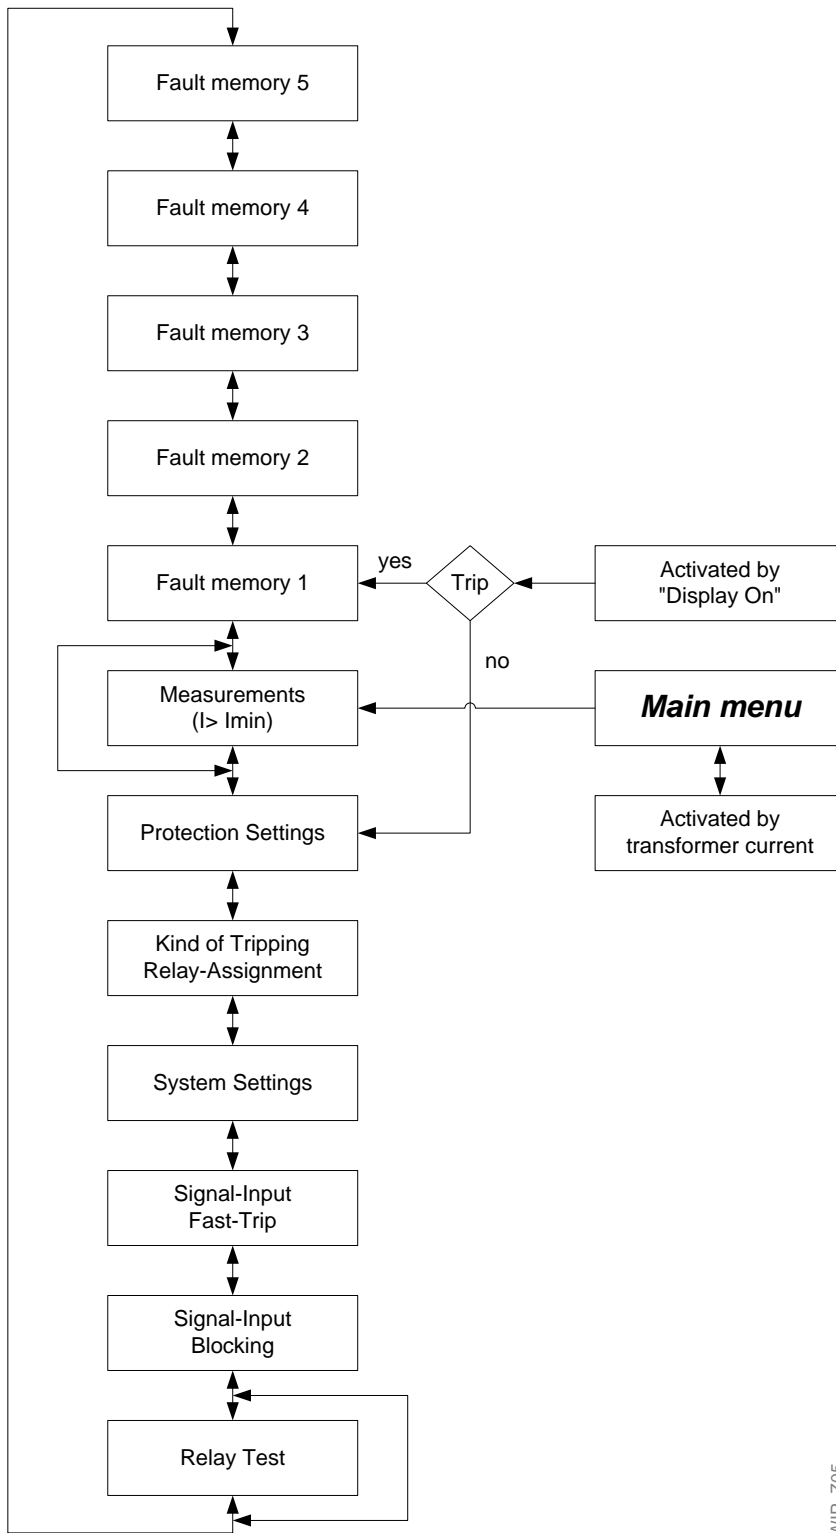 Fault memory 5
Fault memory 4
Fault memory 3
Fault memory 2
Fault memory 1
yes
Trip
Activated by
"Display On"
no
Measurements
(I> Imin)
Main menu
Protection Settings
Activated by
transformer current
Kind of Tripping
Relay-Assignment
System Settings
Signal-Input
Fast-Trip
Signal-Input
Blocking
Relay Test